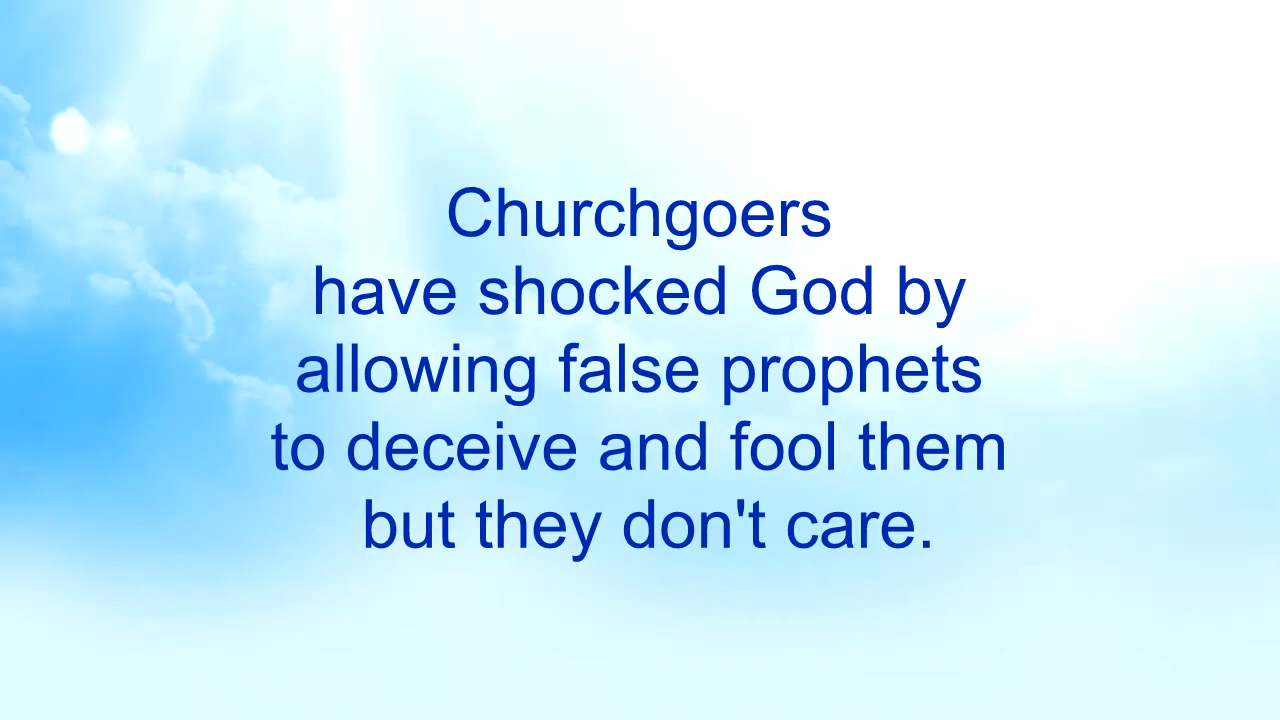 Churchgoers
have shocked God by
allowing false prophets
to deceive and fool them
but they don't care.